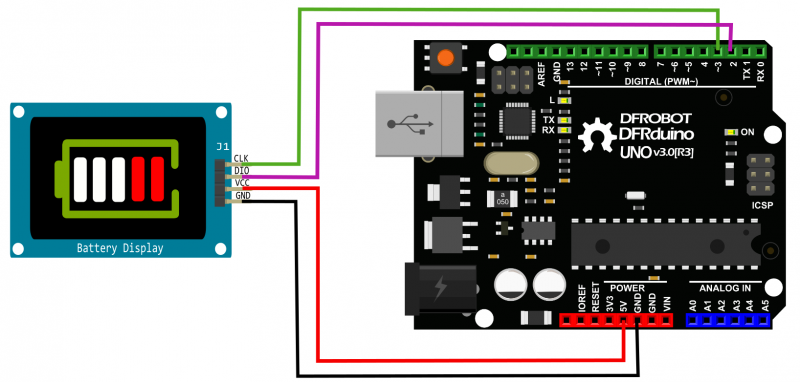 J1
CLK
DIO
VCC
GND
Battery Display
AREF
GND
13
12
~11
~10
~9
8
7
~6
~5
4
~3
2
TX 1
RX 0
DIGITAL (PWM~)
L
TX
RX
DFROBOT
DFRduino
UNO v3.0[R3]
ON
ICSP
a
050
POWER
ANALOG IN
IOREF
RESET
3V3
5V
GND
GND
VIN
A0
A1
A2
A3
A4
A5